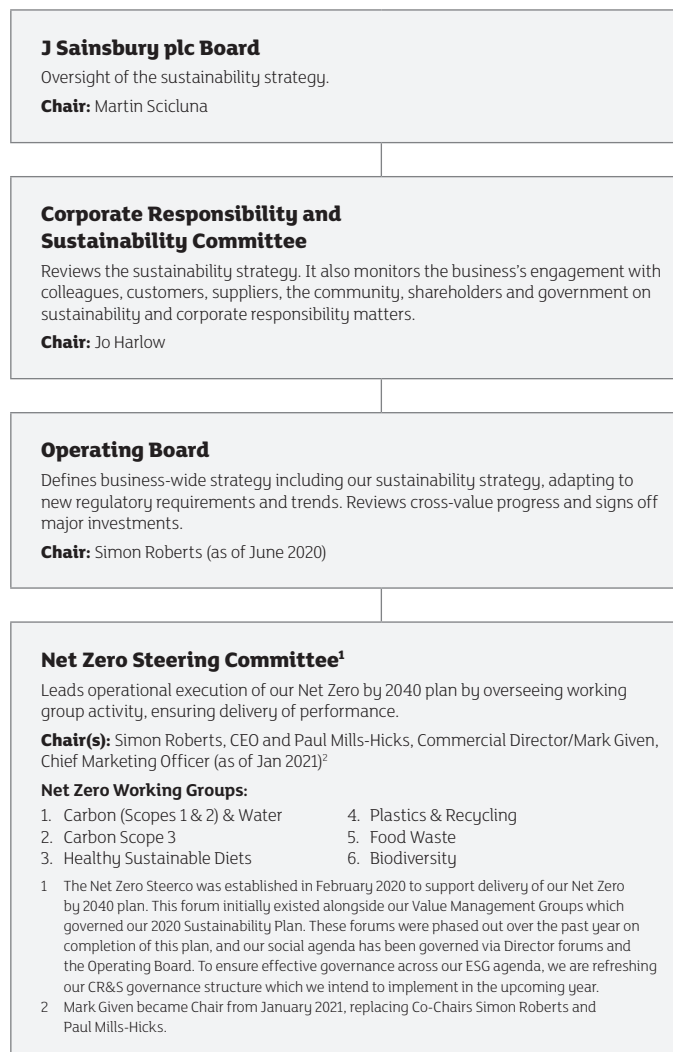 J Sainsbury plc Board
Oversight of the sustainability strategy.
Chair: Martin Scicluna
Corporate Responsibility and
Sustainability Committee
Reviews the sustainability strategy. It also monitors the business's engagement with
colleagues, customers, suppliers, the community, shareholders and government on
sustainability and corporate responsibility matters.
Chair: Jo Harlow
Operating Board
Defines business-wide strategy including our sustainability strategy, adapting to
new regulatory requirements and trends. Reviews cross-value progress and signs off
major investments.
Chair: Simon Roberts (as of June 2020)
Net Zero Steering Committee1
Leads operational execution of our Net Zero by 2040 plan by overseeing working
group activity, ensuring delivery of performance.
Chair(s): Simon Roberts, CEO and Paul Mills-Hicks, Commercial Director/Mark Given,
Chief Marketing Officer (as of Jan 2021)2
Net Zero Working Groups:
1. Carbon (Scopes 1 & 2) & Water
2. Carbon Scope 3
3. Healthy Sustainable Diets
4. Plastics & Recycling
5. Food Waste
6. Biodiversity
1 The Net Zero Steerco was established in February 2020 to support delivery of our Net Zero
by 2040 plan. This forum initially existed alongside our Value Management Groups which
governed our 2020 Sustainability Plan. These forums were phased out over the past year on
completion of this plan, and our social agenda has been governed via Director forums and
the Operating Board. To ensure effective governance across our ESG agenda, we are refreshing
our CR&S governance structure which we intend to implement in the upcoming year.
2 Mark Given became Chair from January 2021, replacing Co-Chairs Simon Roberts and
Paul Mills-Hicks.